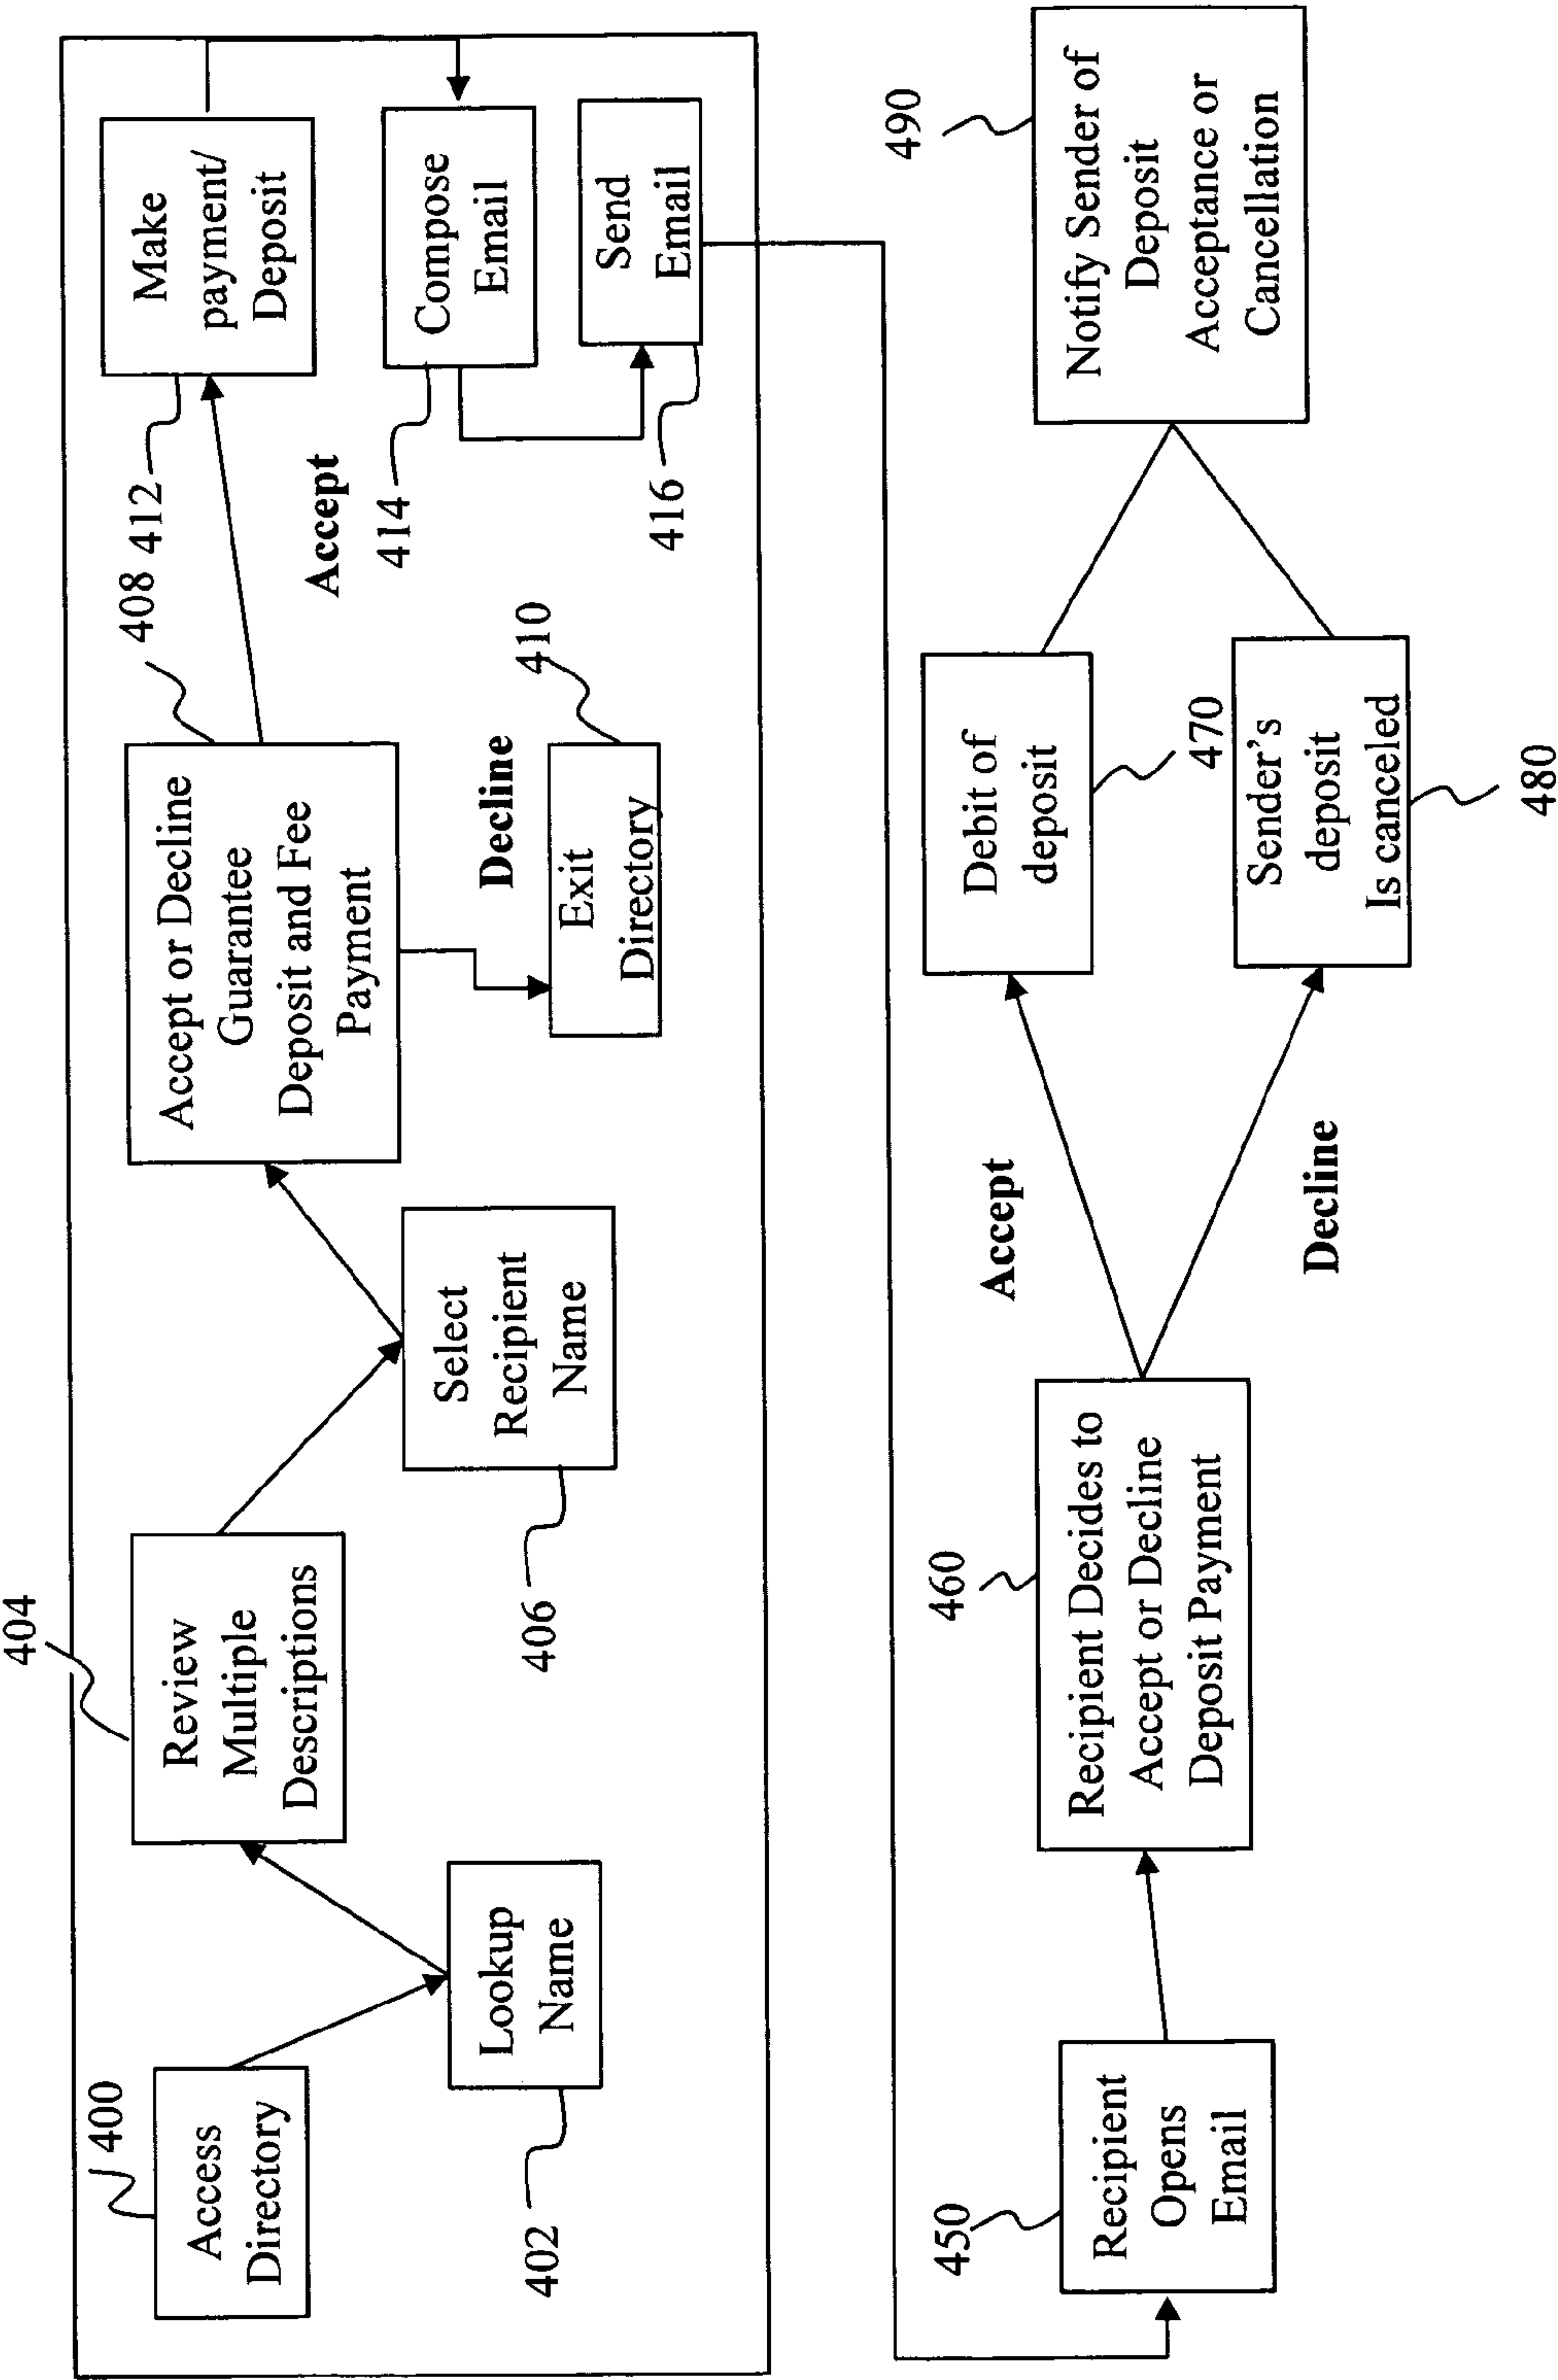 400
Access
Directory
Lookup
Name
402
404
Review
Multiple
Descriptions
Select
Recipient
Name
406
408
Accept or Decline
Guarantee
Deposit and Fee
Payment
Decline
410
Exit
Directory
412
Make
payment/
Deposit
Accept
414
Compose
Email
416
Send
Email
450
Recipient
Opens
Email
460
Recipient Decides to
Accept or Decline
Deposit Payment
Accept
Decline
Debit of
deposit
470
Sender's
deposit
Is canceled
480
490
Notify Sender of
Deposit
Acceptance or
Cancellation